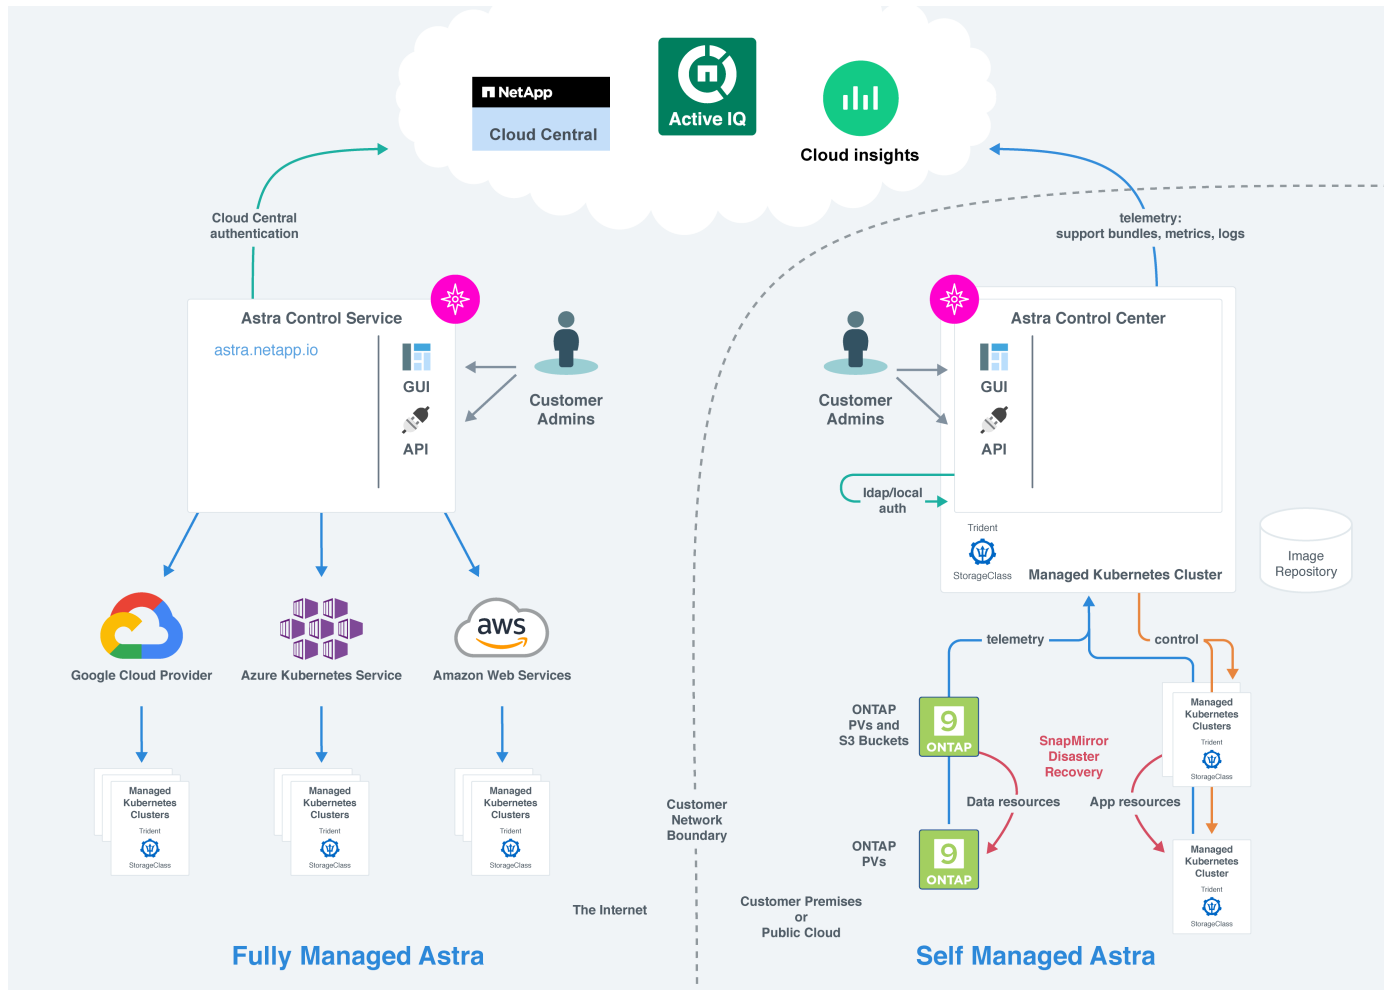 NetApp
Cloud Central
Active IQ
Cloud insights
Cloud Central
authentication
telemetry:
support bundles, metrics, logs
Astra Control Service
astra.netapp.io
GUI
API
Customer
Admins
Customer
Admins
Astra Control Center
GUI
API
ldap/local
auth
Trident
StorageClass
Managed Kubernetes Cluster
Image
Repository
aws
Google Cloud Provider
Azure Kubernetes Service
Amazon Web Services
Managed
Kubernetes
Clusters
Trident
StorageClass
Managed
Kubernetes
Clusters
Trident
StorageClass
Managed
Kubernetes
Clusters
Trident
StorageClass
telemetry
control
ONTAP
PVs and
S3 Buckets
9
ONTAP
SnapMirror
Disaster
Recovery
Managed
Kubernetes
Clusters
Trident
StorageClass
Data resources
App resources
Customer
Network
Boundary
ONTAP
PVs
9
ONTAP
Managed
Kubernetes
Cluster
Trident
StorageClass
The Internet
Customer Premises
or
Public Cloud
Fully Managed Astra
Self Managed Astra